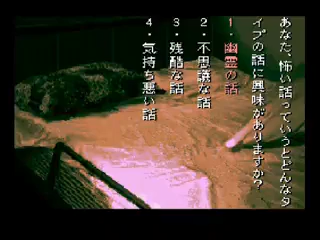 あなた、怖い話っていうとどんなタ
イプの話に興味がありますか？
１・幽霊の話
２・不思議な話
３・残酷な話
４・気持ち悪い話